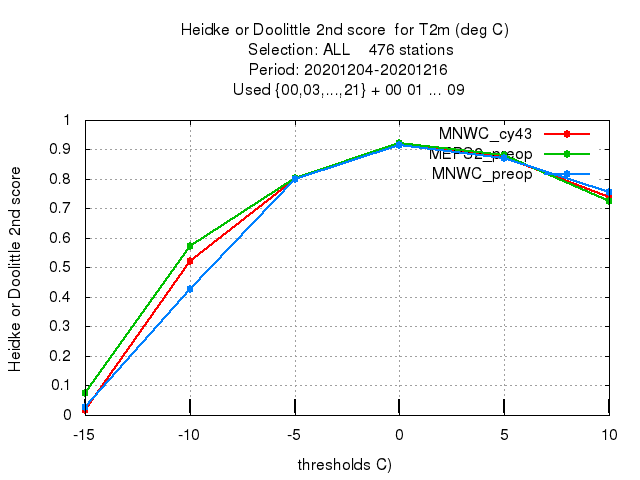 Heidke or Doolittle 2nd score for T2m (deg C)
Selection: ALL 476 stations
Period: 20201204-20201216
Used {00,03,...,21} + 00 01 ... 09
MNWC_cy43
MEPS2_preop
MNWC_preop
Heidke or Doolittle 2nd score
1
0.9
0.8
0.7
0.6
0.5
0.4
0.3
0.2
0.1
0
-15 -10 -5 0 5 10
thresholds C)